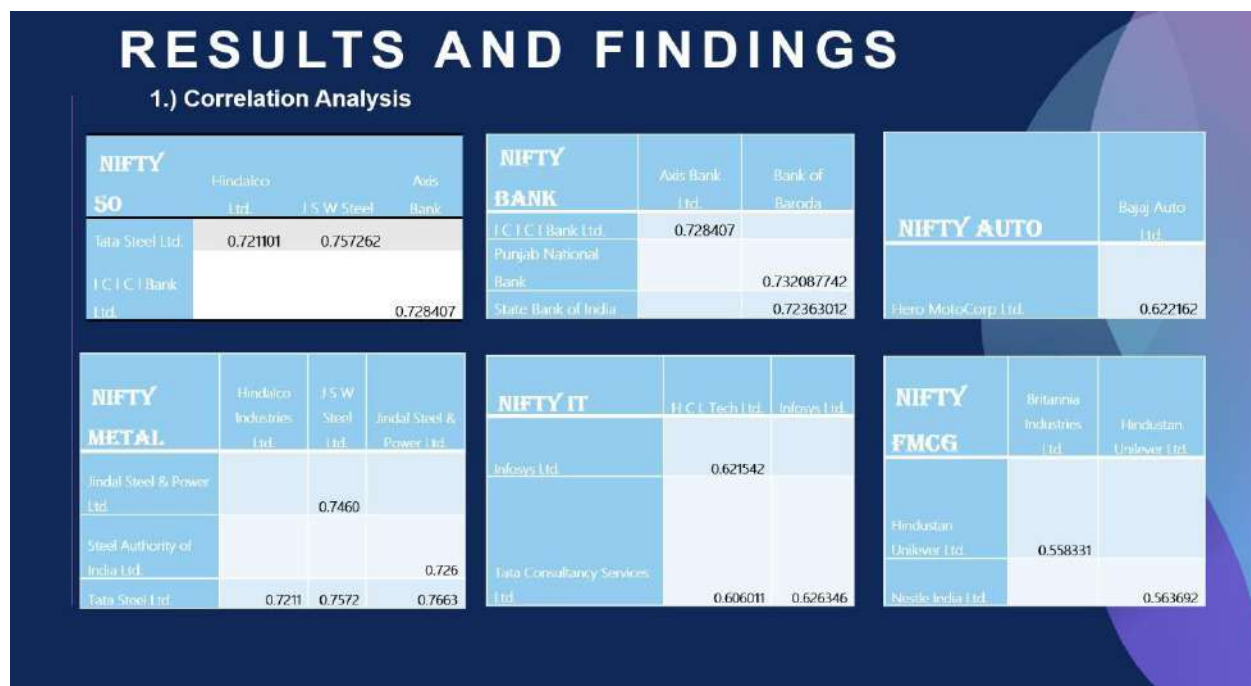 RESULTS AND FINDINGS
1.) Correlation Analysis
NIFTY
50
Hindalco
Ltd.
J S W Steel
Axis
Bank
Tata Steel Ltd.
0.721101
0.757262
I C I C I Bank
Ltd.
0.728407
NIFTY
BANK
Axis Bank
Ltd.
Bank of
Baroda
I C I C I Bank Ltd.
0.728407
Punjab National
Bank
0.732087742
State Bank of India
0.72363012
NIFTY AUTO
Bajaj Auto
Ltd.
Hero MotoCorp Ltd.
0.622162
NIFTY
METAL
Hindalco
Industries
Ltd.
J S W
Steel
Ltd.
Jindal Steel &
Power Ltd.
Jindal Steel & Power
Ltd.
0.7460
Steel Authority of
India Ltd.
0.726
Tata Steel Ltd.
0.7211
0.7572
0.7663
NIFTY IT
H C L Tech Ltd.
Infosys Ltd.
Infosys Ltd.
0.621542
Tata Consultancy Services
Ltd.
0.606011
0.626346
NIFTY
FMCG
Britannia
Industries
Ltd.
Hindustan
Unilever Ltd.
Hindustan
Unilever Ltd.
0.558331
Nestle India Ltd.
0.563692